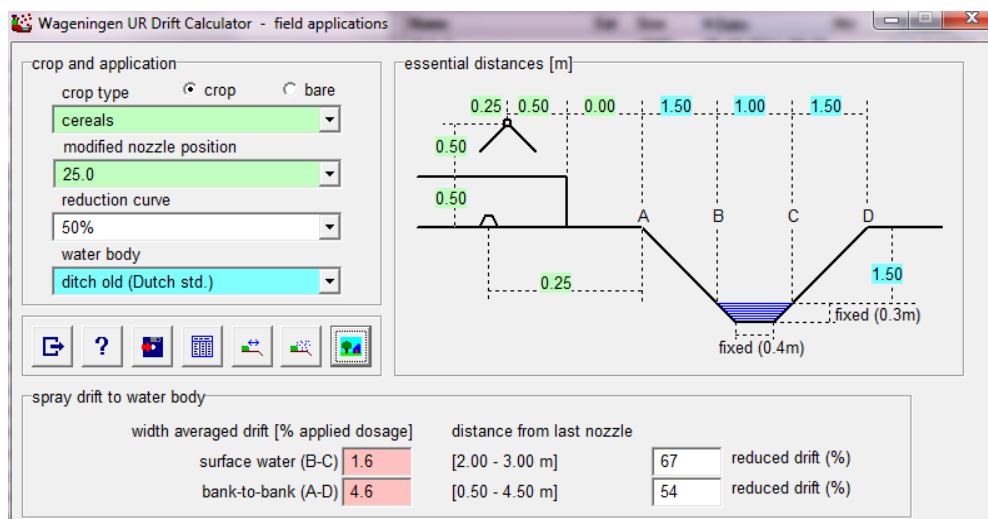 Wageningen UR Drift Calculator - field applications
crop and application
crop type
crop
bare
cereals
modified nozzle position
25.0
reduction curve
50%
water body
ditch old (Dutch std.)
?
essential distances [m]
0.25 0.50 0.00 1.50 1.00 1.50
0.50
0.50
A B C D
0.25
1.50
fixed (0.3m)
fixed (0.4m)
spray drift to water body
width averaged drift [% applied dosage] distance from last nozzle
surface water (B-C) 1.6 [2.00 - 3.00 m] 67 reduced drift (%)
bank-to-bank (A-D) 4.6 [0.50 - 4.50 m] 54 reduced drift (%)